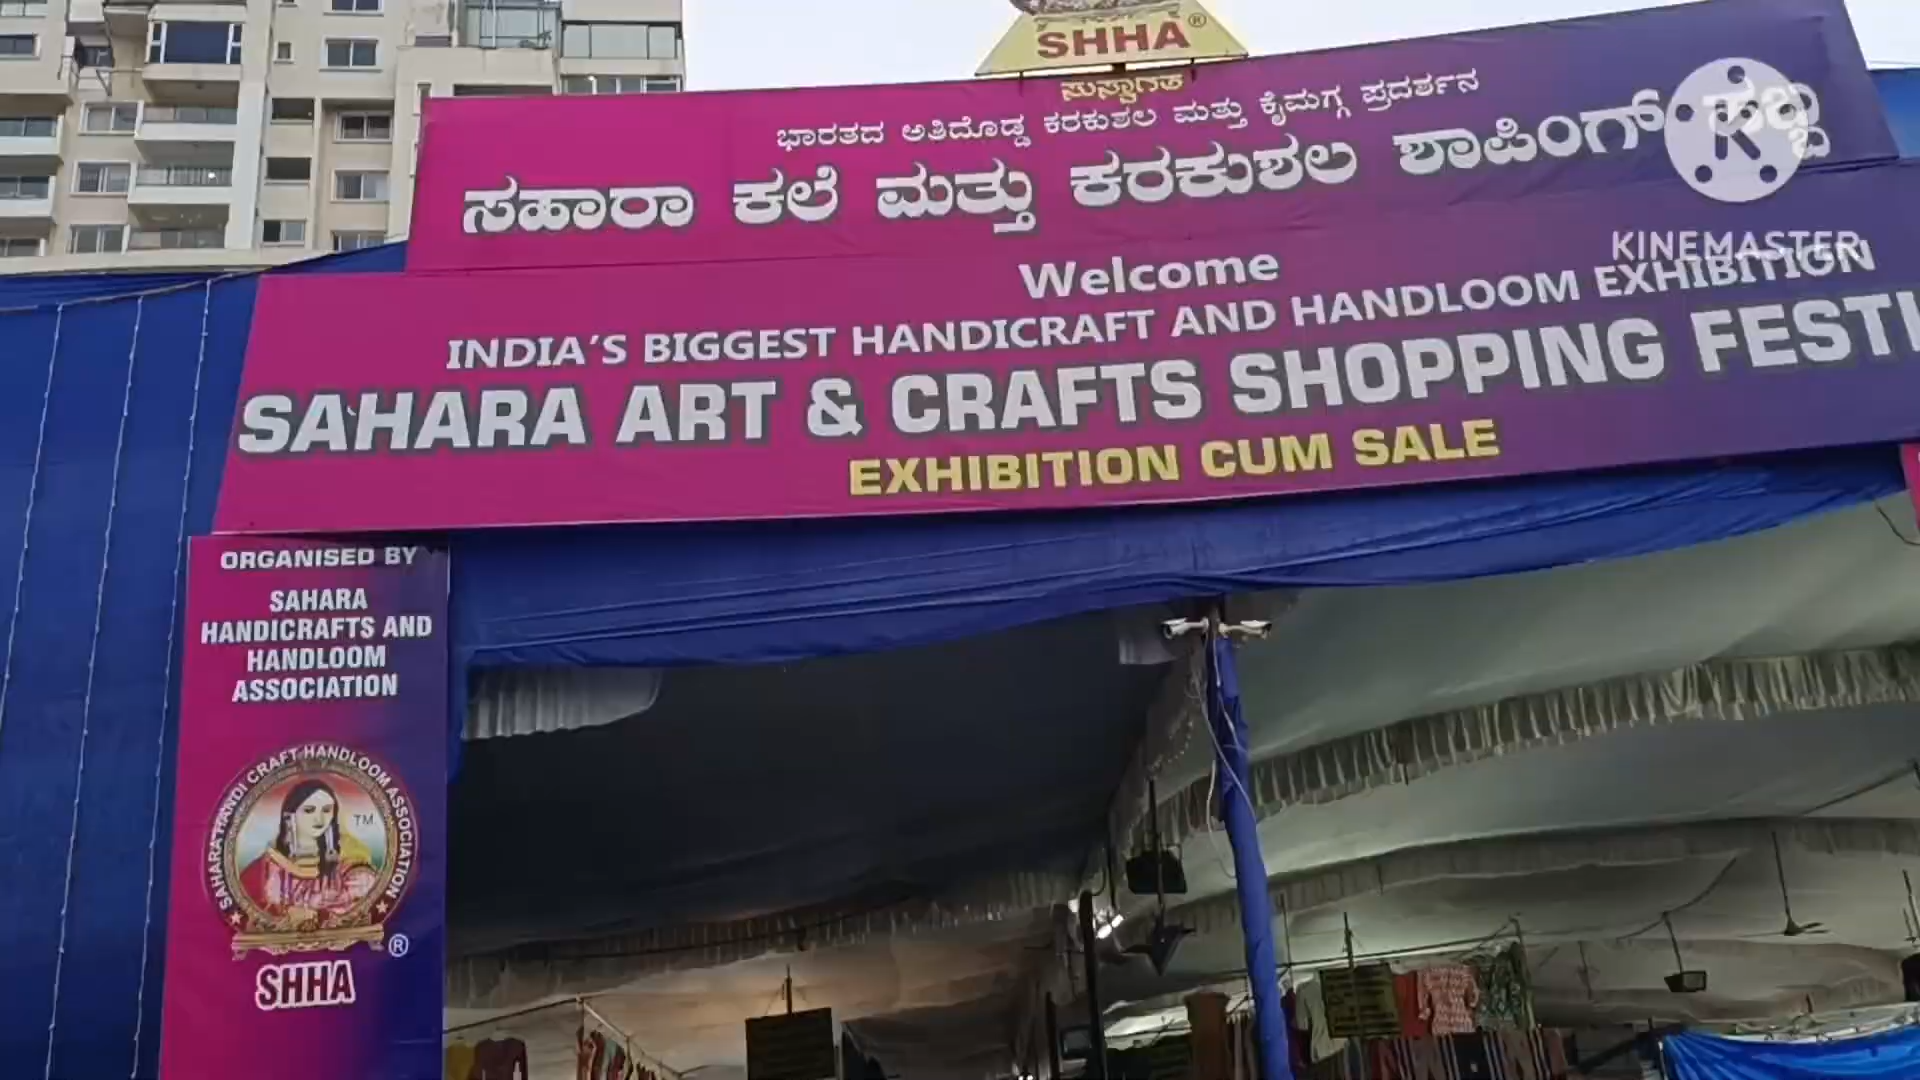 SHHA®
ಸುಸ್ವಾಗತ
ಭಾರತದ ಅತಿದೊಡ್ಡ ಕರಕುಶಲ ಮತ್ತು ಕೈಮಗ್ಗ ಪ್ರದರ್ಶನ
ಸಹಾರಾ ಕಲೆ ಮತ್ತು ಕರಕುಶಲ ಶಾಪಿಂಗ್
K
KINEMASTER
Welcome
INDIA'S BIGGEST HANDICRAFT AND HANDLOOM EXHIBITION
SAHARA ART & CRAFTS SHOPPING FESTI
EXHIBITION CUM SALE
ORGANISED BY
SAHARA
HANDICRAFTS AND
HANDLOOM
ASSOCIATION
SAHARA HANDI CRAFT HANDLOOM ASSOCIATION
TM
®
SHHA